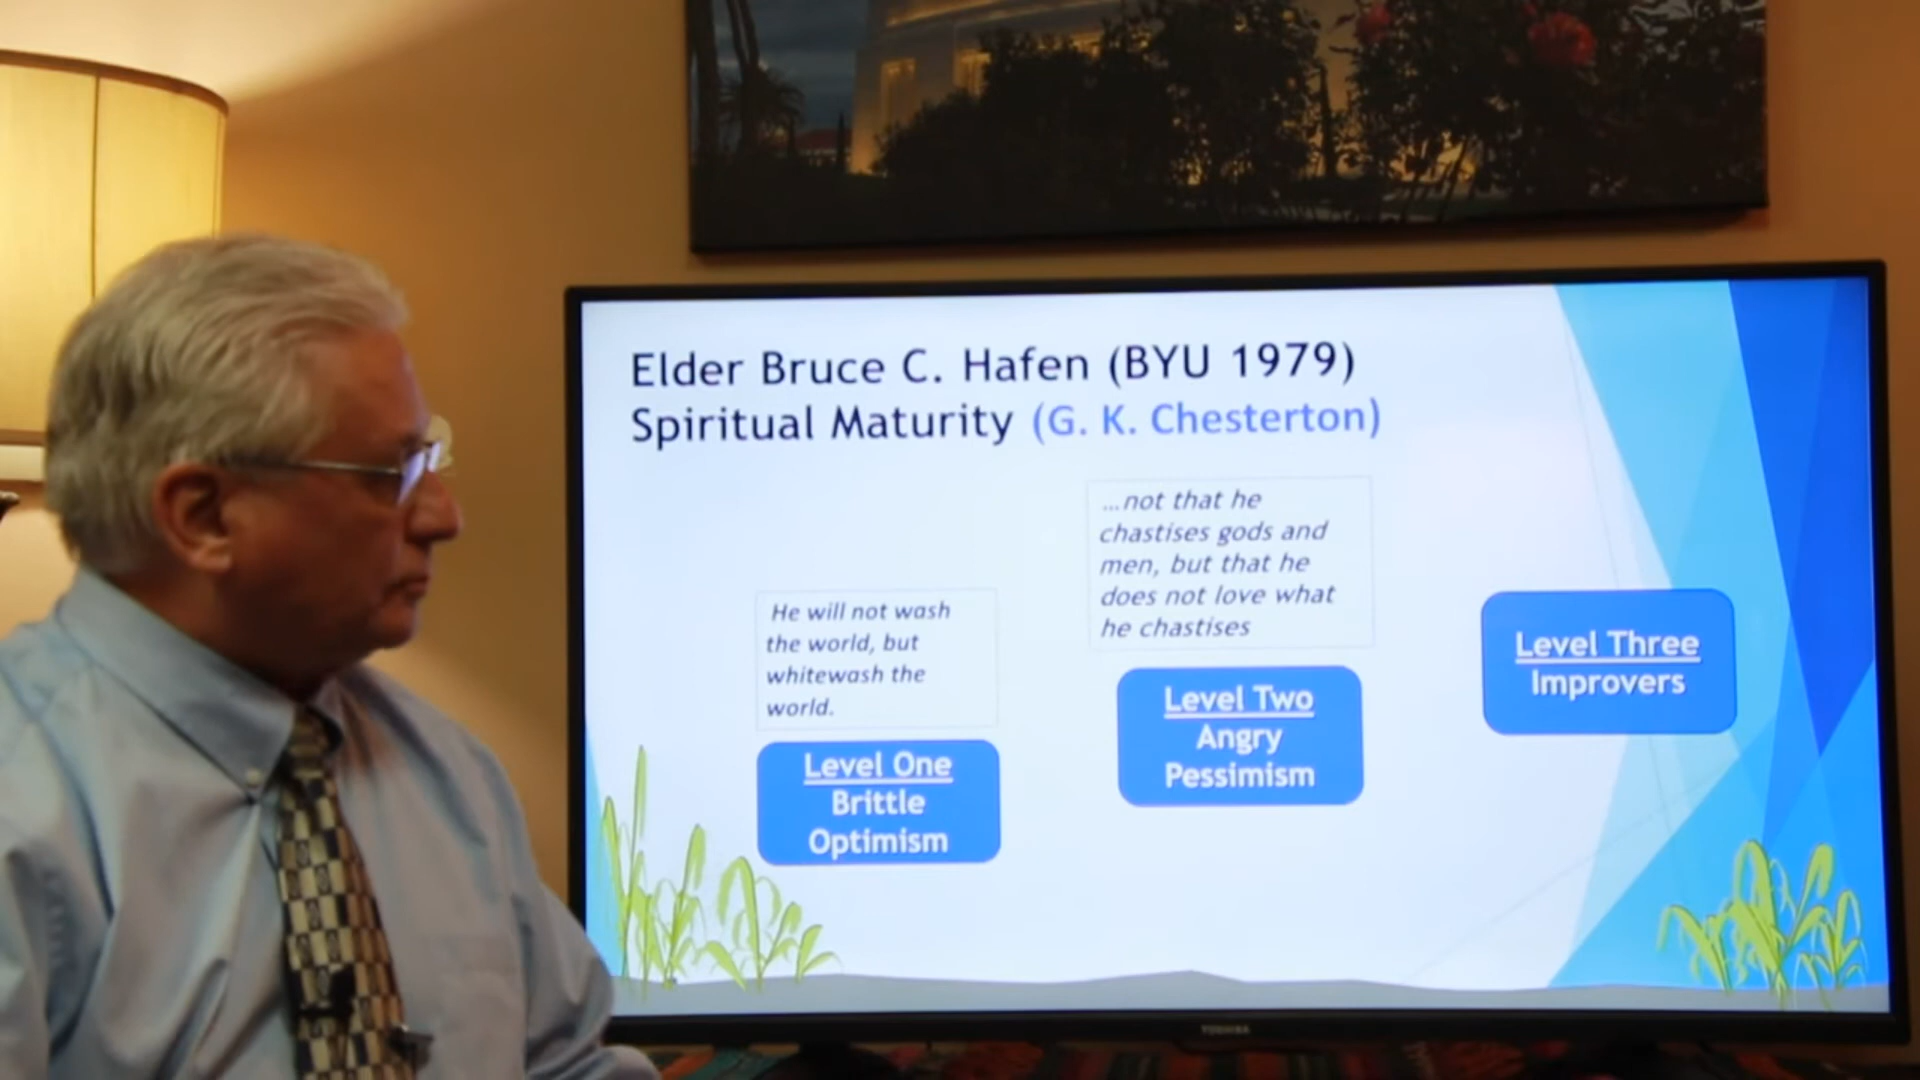 Elder Bruce C. Hafen (BYU 1979)
Spiritual Maturity (G. K. Chesterton)
He will not wash
the world, but
whitewash the
world.
Level One
Brittle
Optimism
...not that he
chastises gods and
men, but that he
does not love what
he chastises
Level Two
Angry
Pessimism
Level Three
Improvers
TOSHIBA